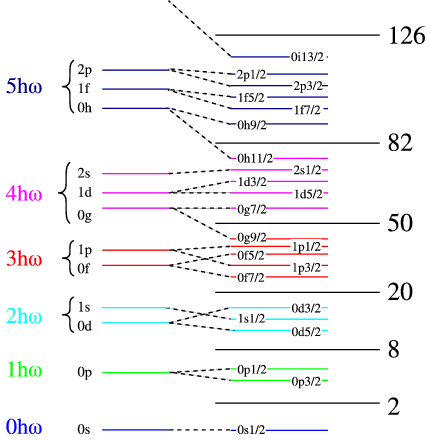 126
0i13/2
5hω
2p
1f
0h
2p1/2
2p3/2
1f5/2
1f7/2
0h9/2
82
0h11/2
4hω
2s
1d
0g
2s1/2
1d3/2
1d5/2
0g7/2
50
0g9/2
3hω
1p
0f
1p1/2
0f5/2
1p3/2
0f7/2
20
2hω
1s
0d
0d3/2
1s1/2
0d5/2
8
1hω
0p
0p1/2
0p3/2
2
0hω
0s
0s1/2